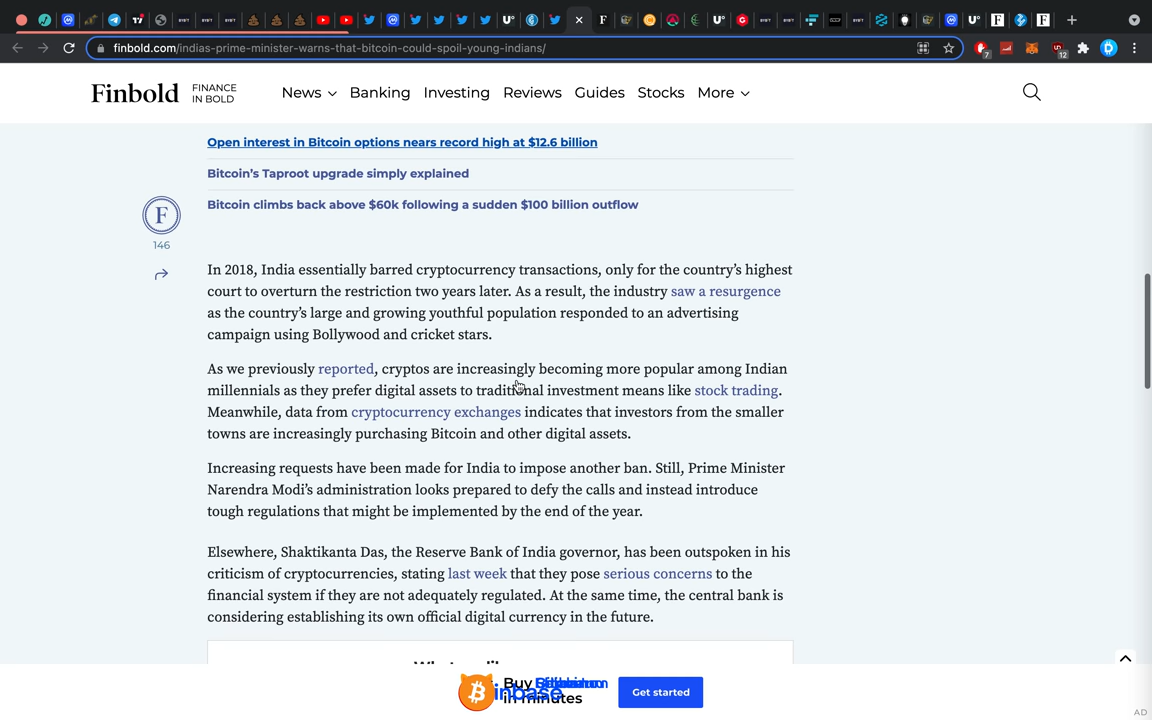 finbold.com/indias-prime-minister-warns-that-bitcoin-could-spoil-young-indians/
7
12
Finbold
FINANCE
IN BOLD
News Banking Investing Reviews Guides Stocks More
Open interest in Bitcoin options nears record high at $12.6 billion
Bitcoin's Taproot upgrade simply explained
Bitcoin climbs back above $60k following a sudden $100 billion outflow
F
146
In 2018, India essentially barred cryptocurrency transactions, only for the country's highest
court to overturn the restriction two years later. As a result, the industry saw a resurgence
as the country's large and growing youthful population responded to an advertising
campaign using Bollywood and cricket stars.
As we previously reported, cryptos are increasingly becoming more popular among Indian
millennials as they prefer digital assets to traditional investment means like stock trading.
Meanwhile, data from cryptocurrency exchanges indicates that investors from the smaller
towns are increasingly purchasing Bitcoin and other digital assets.
Increasing requests have been made for India to impose another ban. Still, Prime Minister
Narendra Modi's administration looks prepared to defy the calls and instead introduce
tough regulations that might be implemented by the end of the year.
Elsewhere, Shaktikanta Das, the Reserve Bank of India governor, has been outspoken in his
criticism of cryptocurrencies, stating last week that they pose serious concerns to the
financial system if they are not adequately regulated. At the same time, the central bank is
considering establishing its own official digital currency in the future.
Buy
in minutes
Get started
AD